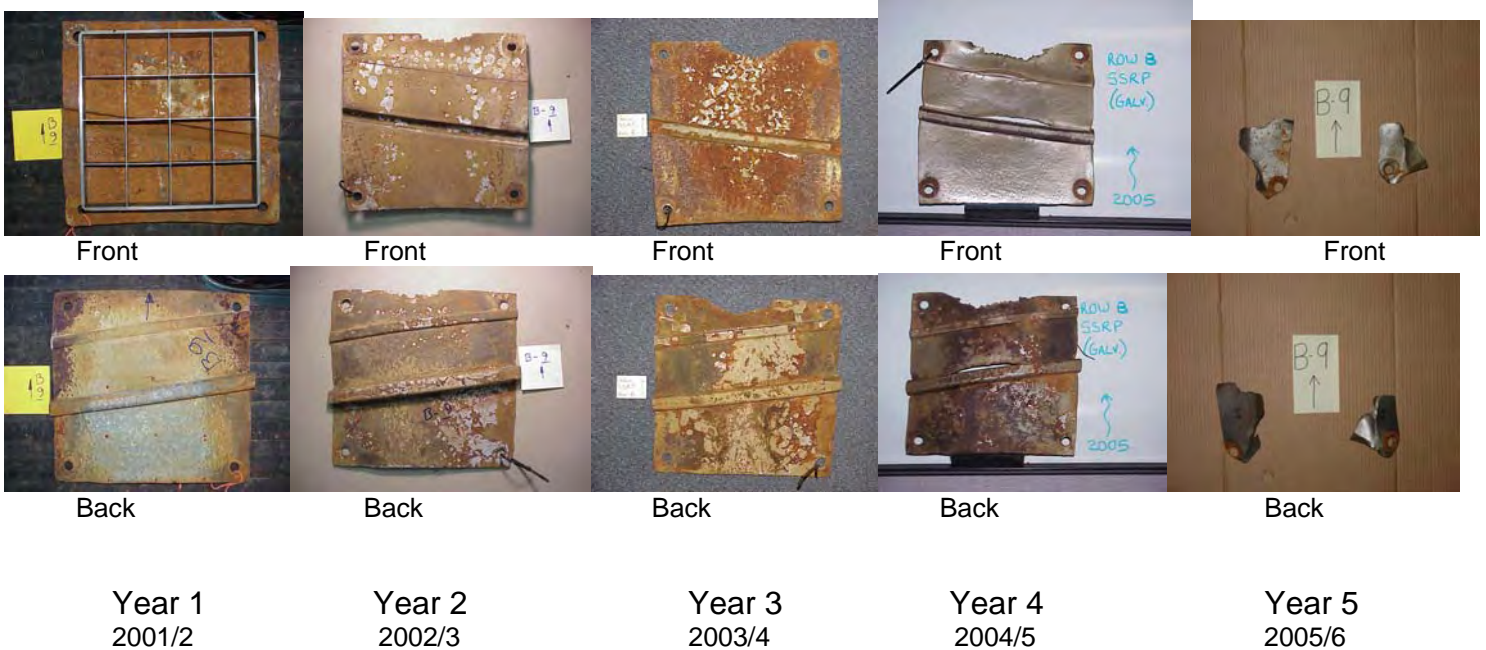 B
9
B-9
ROW B
SSRP
(GALV.)
2005
B-9
Front
Front
Front
Front
Front
B
9
B-9
B-9
ROW B
SSRP
(GALV.)
2005
B-9
Back
Back
Back
Back
Back
Year 1
Year 2
Year 3
Year 4
Year 5
2001/2
2002/3
2003/4
2004/5
2005/6